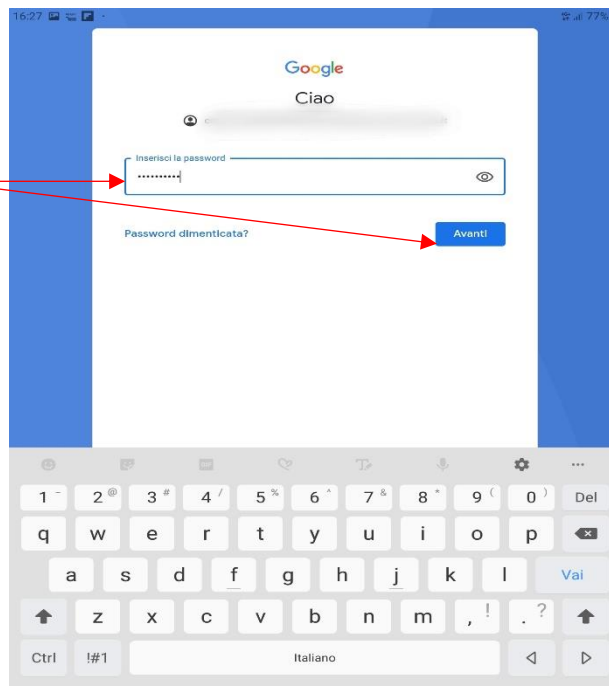 16:27 77%
Google
Ciao
Inserisci la password
••••••••••
Password dimenticata?
Avanti
1 - 2 @ 3 # 4 / 5 % 6 ^ 7 & 8 * 9 ( 0 ) Del
q w e r t y u i o p
a s d f g h j k l Vai
z x c v b n m , ! . ?
Ctrl !#1 Italiano